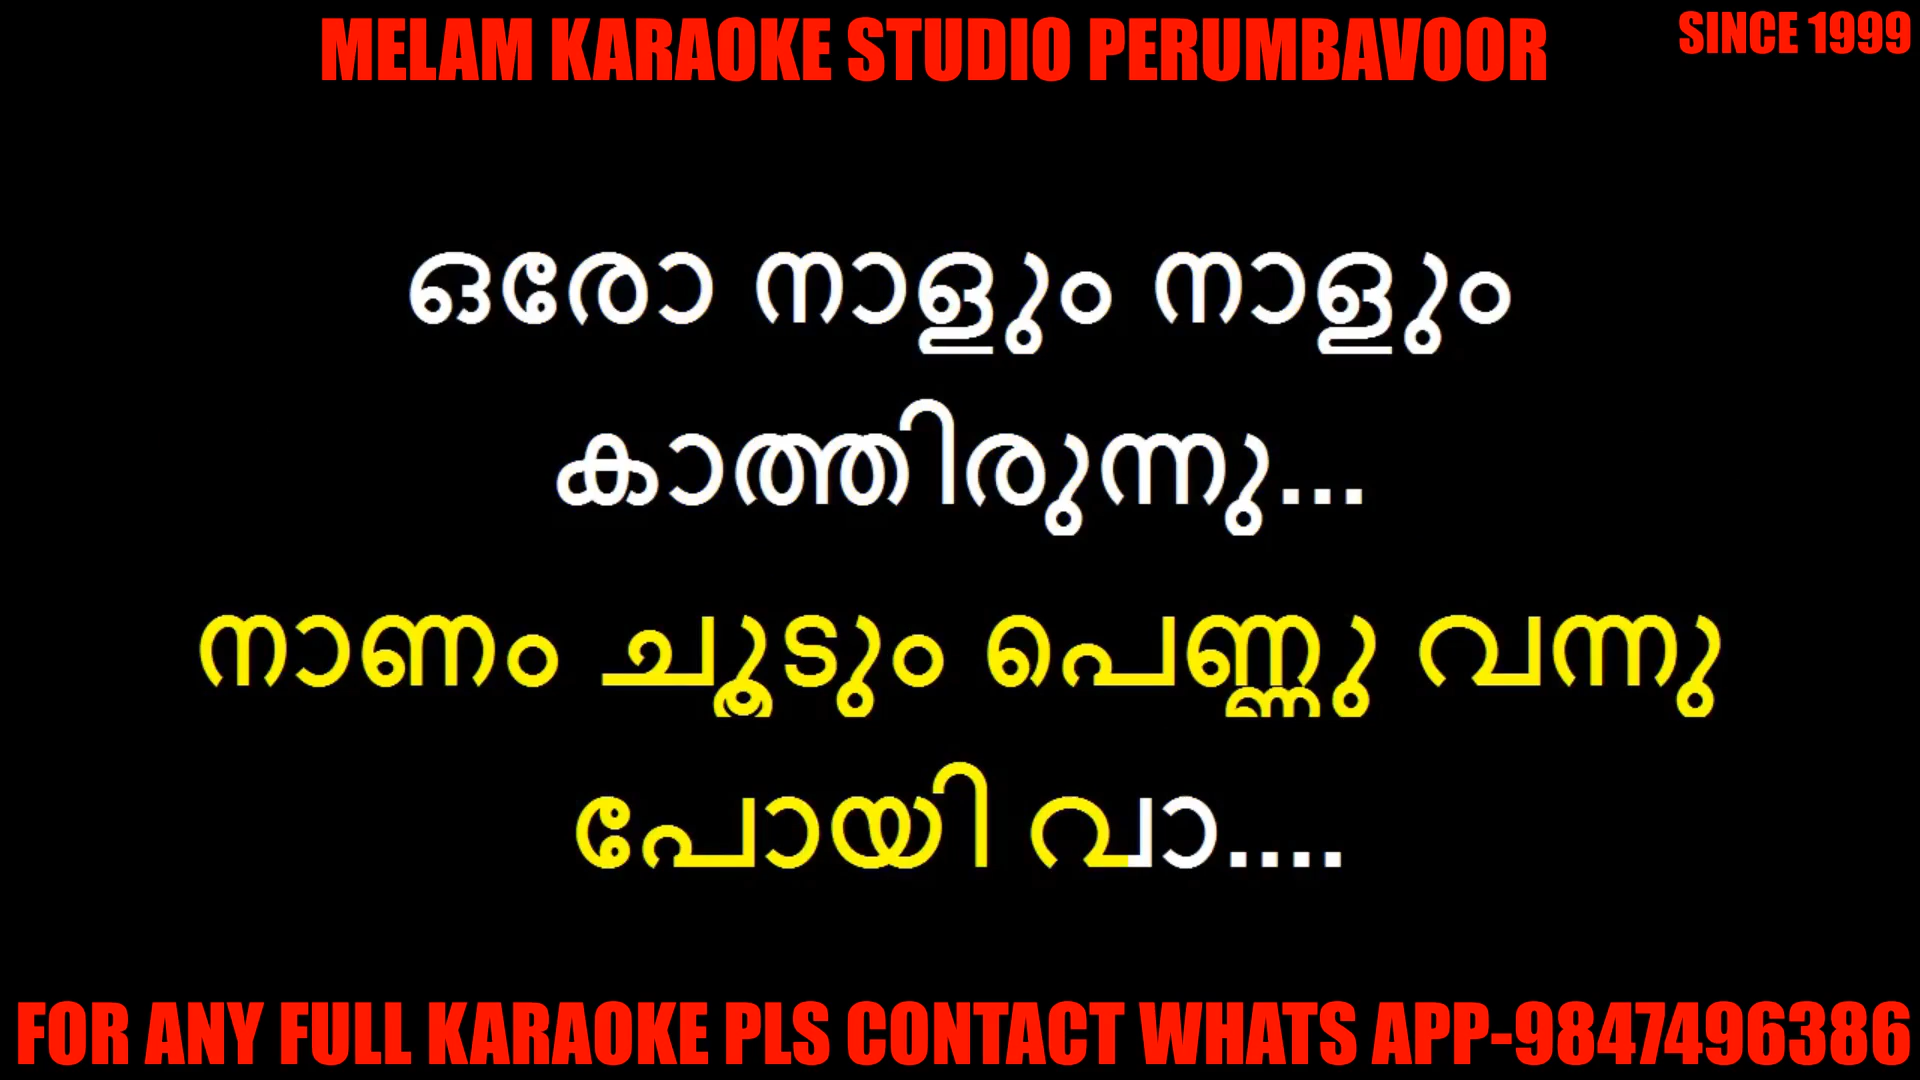 MELAM KARAOKE STUDIO PERUMBAVOOR
SINCE 1999
ഒരോ നാളും നാളും
കാത്തിരുന്നു...
നാണം ചൂടും പെണ്ണു വന്നു
പോയി വാ....
FOR ANY FULL KARAOKE PLS CONTACT WHATS APP-9847496386